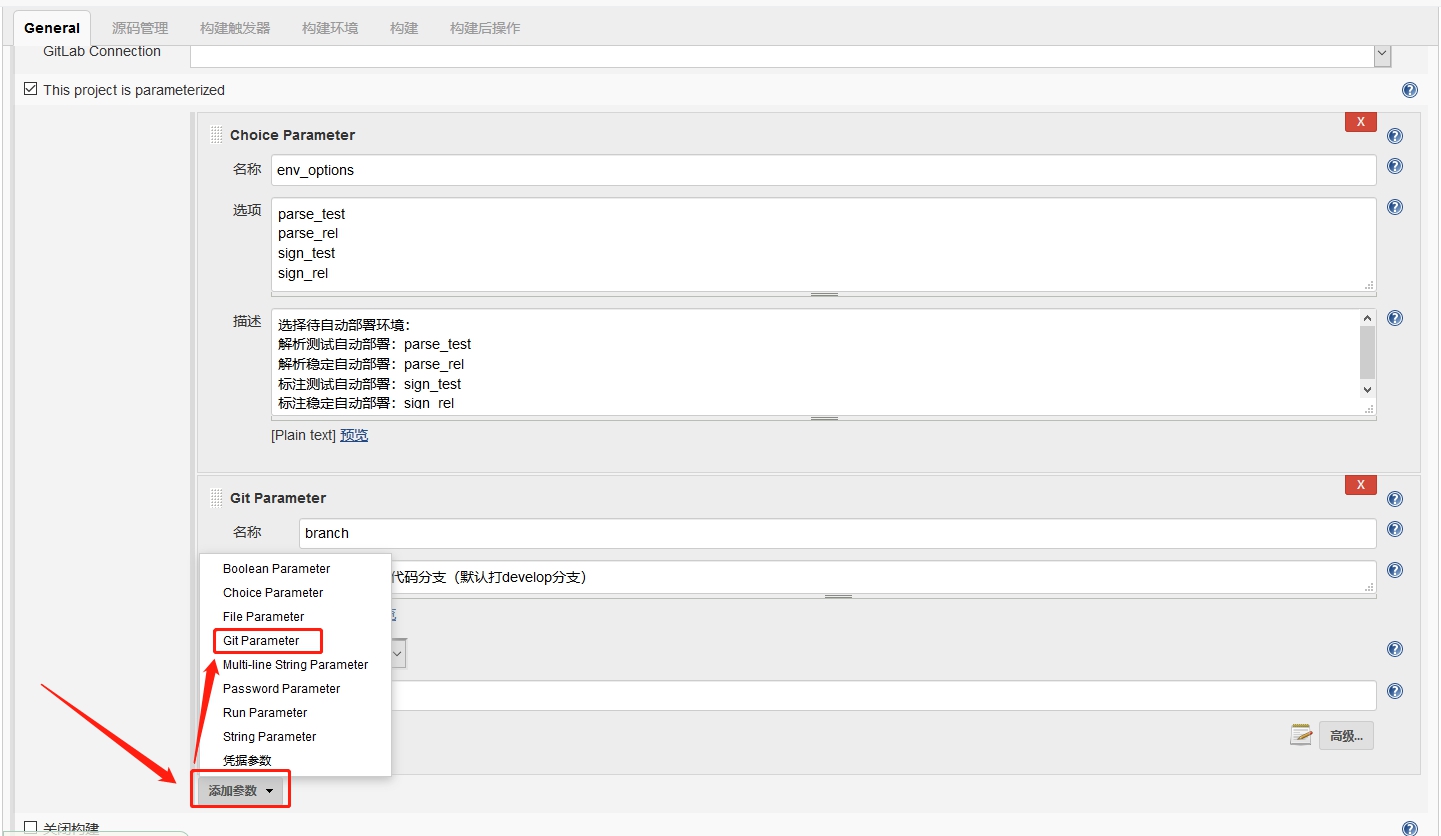 General 源码管理 构建触发器 构建环境 构建 构建后操作
GitLab Connection
This project is parameterized
Choice Parameter
X
名称 env_options
选项 parse_test
parse_rel
sign_test
sign_rel
描述 选择待自动部署环境：
解析测试自动部署：parse_test
解析稳定自动部署：parse_rel
标注测试自动部署：sign_test
标注稳定自动部署：sign_rel
[Plain text] 预览
Git Parameter
X
名称 branch
代码分支（默认打develop分支）
Boolean Parameter
Choice Parameter
File Parameter
Git Parameter
Multi-line String Parameter
Password Parameter
Run Parameter
String Parameter
凭据参数
高级...
添加参数
关闭构建